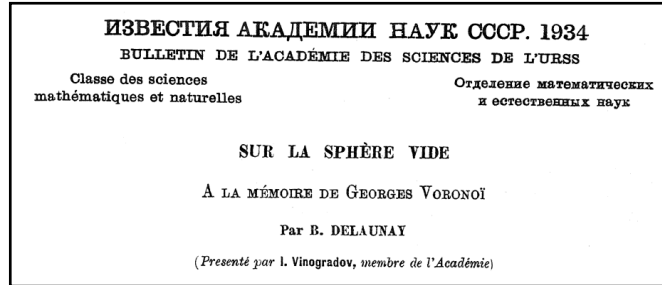 ИЗВЕСТИЯ АКАДЕМИИ НАУК СССР. 1934
BULLETIN DE L'ACADÉMIE DES SCIENCES DE L'URSS
Classe des sciences
mathématiques et naturelles
Отделение математических
и естественных наук
SUR LA SPHÈRE VIDE
A LA MÉMOIRE DE GEORGES VORONOÏ
Par B. DELAUNAY
(Presenté par I. Vinogradov, membre de l'Académie)